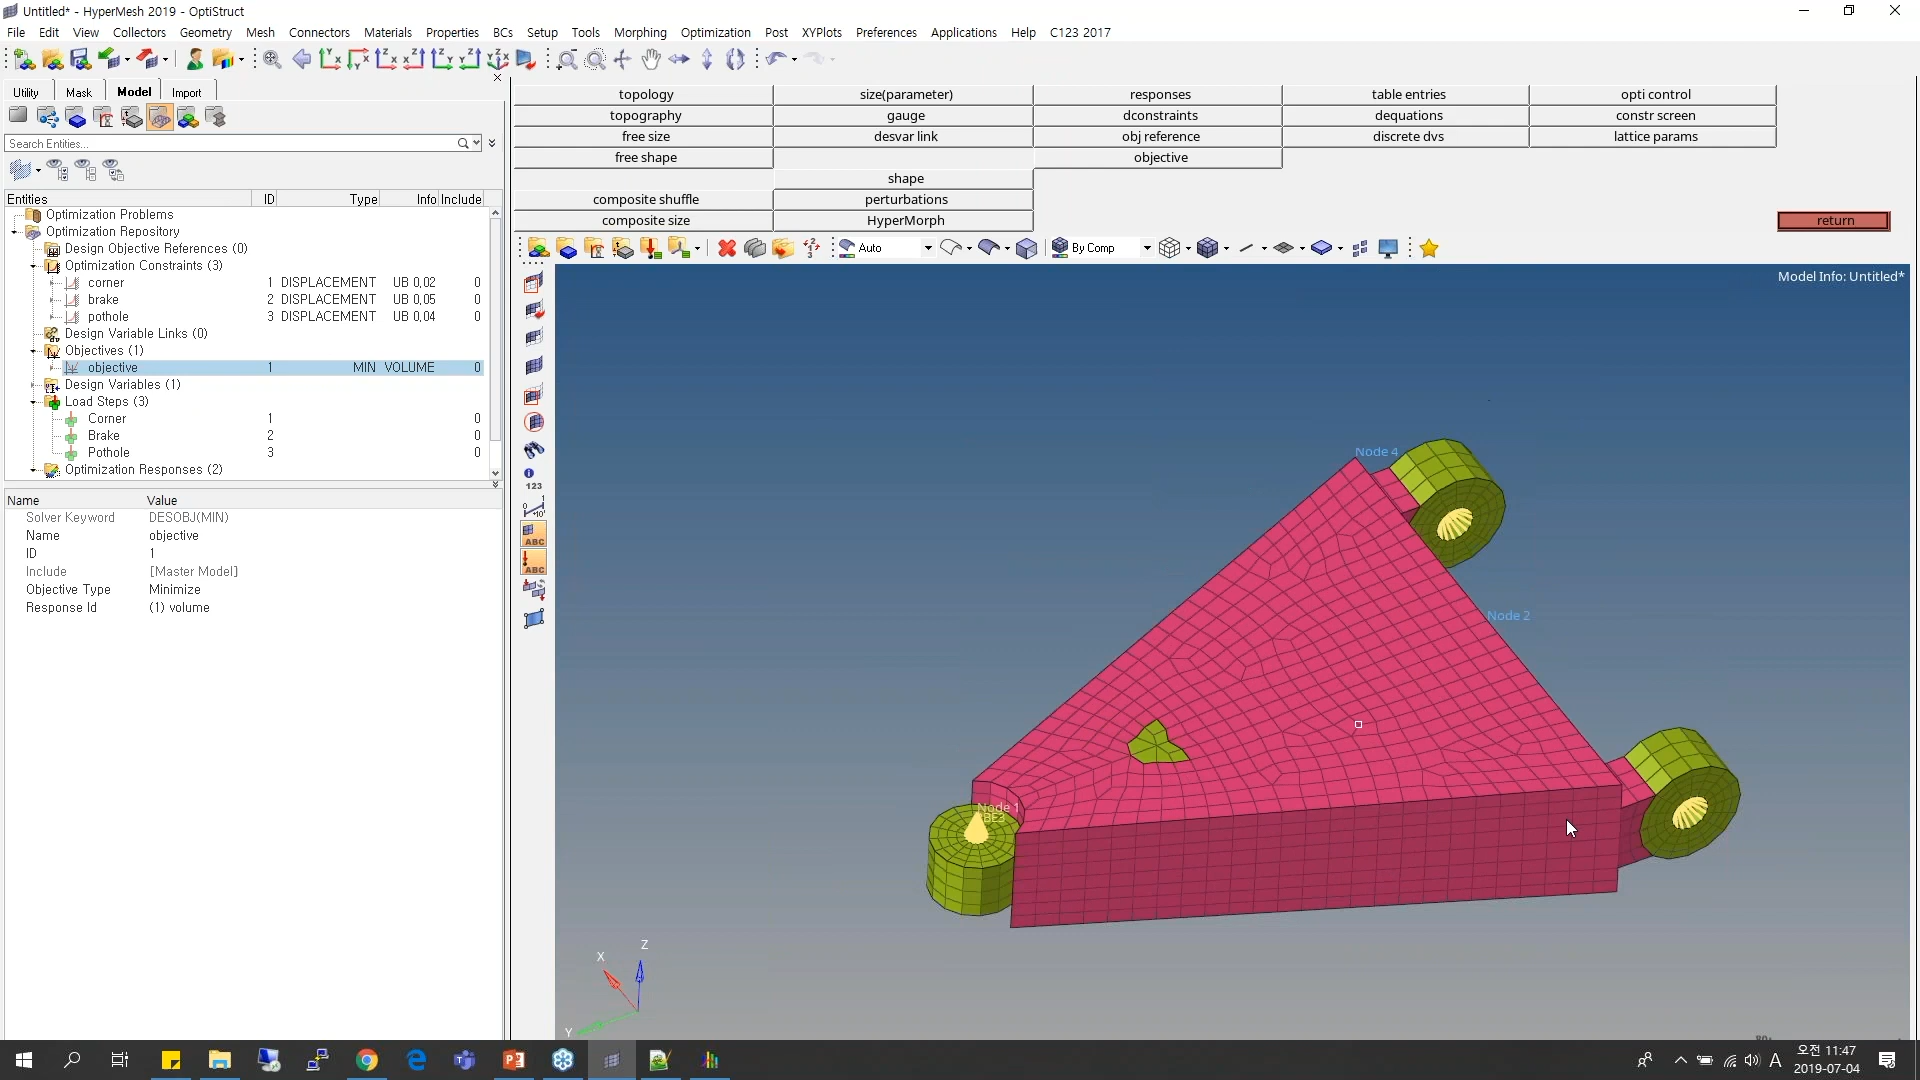 Untitled* - HyperMesh 2019 - OptiStruct
File Edit View Collectors Geometry Mesh Connectors Materials Properties BCs Setup Tools Morphing Optimization Post XYPlots Preferences Applications Help C123 2017
Utility Mask Model Import
Search Entities...
Entities ID Type Info Include
Optimization Problems
Optimization Repository
Design Objective References (0)
Optimization Constraints (3)
corner 1 DISPLACEMENT UB 0,02 0
brake 2 DISPLACEMENT UB 0,05 0
pothole 3 DISPLACEMENT UB 0,04 0
Design Variable Links (0)
Objectives (1)
objective 1 MIN VOLUME 0
Design Variables (1)
Load Steps (3)
Corner 1 0
Brake 2 0
Pothole 3 0
Optimization Responses (2)
Name Value
Solver Keyword DESOBJ(MIN)
Name objective
ID 1
Include [Master Model]
Objective Type Minimize
Response Id (1) volume
topology size(parameter) responses table entries opti control
topography gauge dconstraints dequations constr screen
free size desvar link obj reference discrete dvs lattice params
free shape objective
shape
composite shuffle perturbations
composite size HyperMorph
return
Auto By Comp
Model Info: Untitled*
123
ABC
ABC
Node 4
Node 2
Node 1
RBE3
X Z
Y
A 오전 11:47
2019-07-04